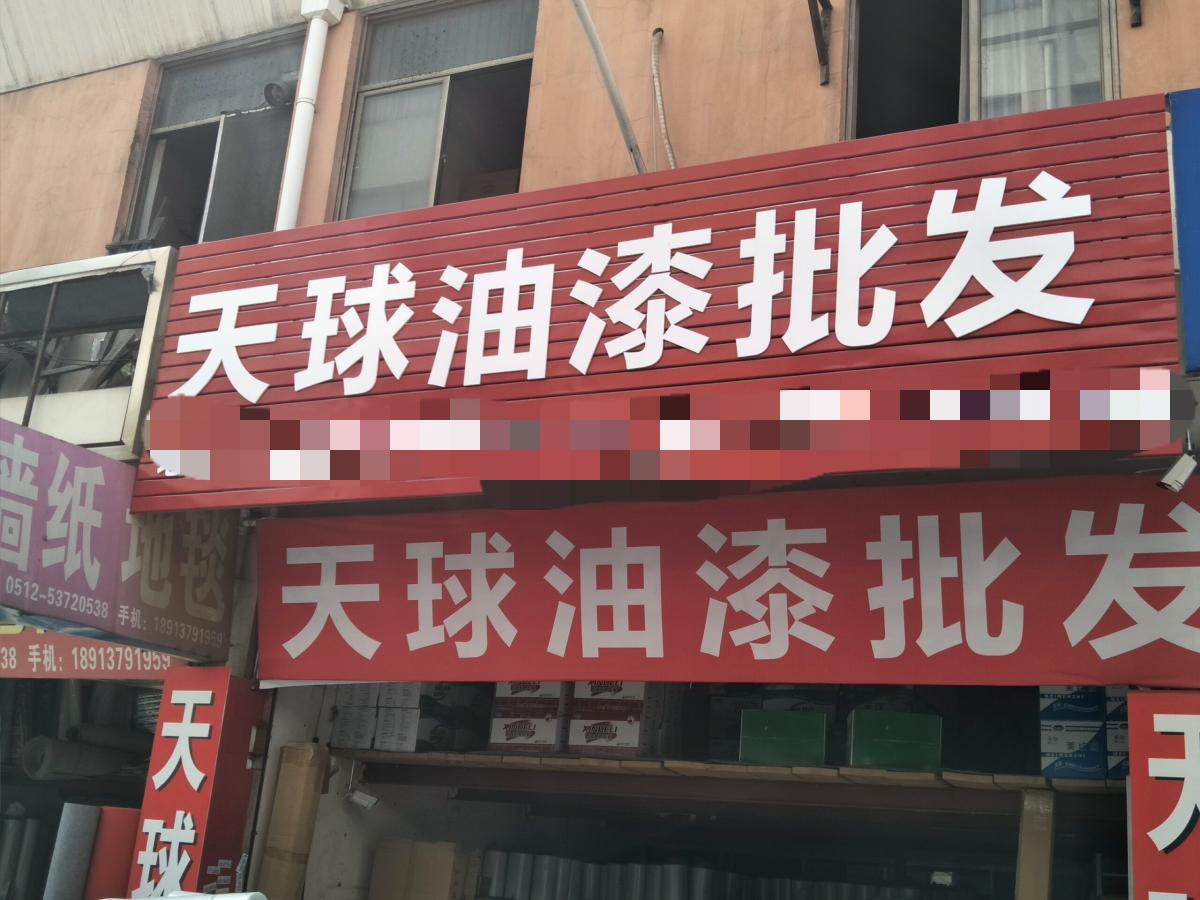 天球油漆批发
天球油漆批发
墙纸 地毯
0512-53720538 手机: 18913791959
38 手机: 18913791959
天球
天